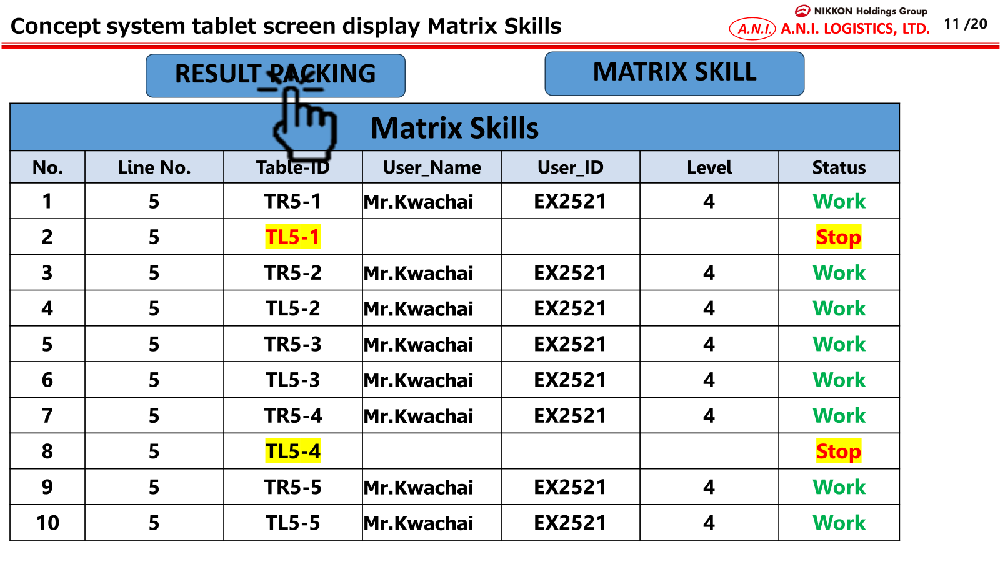 Concept system tablet screen display Matrix Skills
NIKKON Holdings Group
A.N.I. A.N.I. LOGISTICS, LTD.
11 /20
RESULT PACKING
MATRIX SKILL
Matrix Skills
No. Line No. Table-ID User_Name User_ID Level Status
1 5 TR5-1 Mr.Kwachai EX2521 4 Work
2 5 TL5-1 Stop
3 5 TR5-2 Mr.Kwachai EX2521 4 Work
4 5 TL5-2 Mr.Kwachai EX2521 4 Work
5 5 TR5-3 Mr.Kwachai EX2521 4 Work
6 5 TL5-3 Mr.Kwachai EX2521 4 Work
7 5 TR5-4 Mr.Kwachai EX2521 4 Work
8 5 TL5-4 Stop
9 5 TR5-5 Mr.Kwachai EX2521 4 Work
10 5 TL5-5 Mr.Kwachai EX2521 4 Work